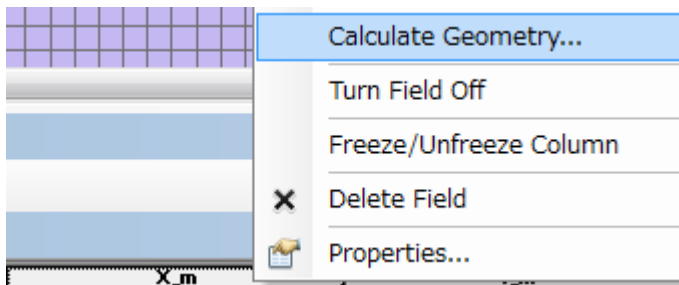 Calculate Geometry...
Turn Field Off
Freeze/Unfreeze Column
Delete Field
Properties...
X_m